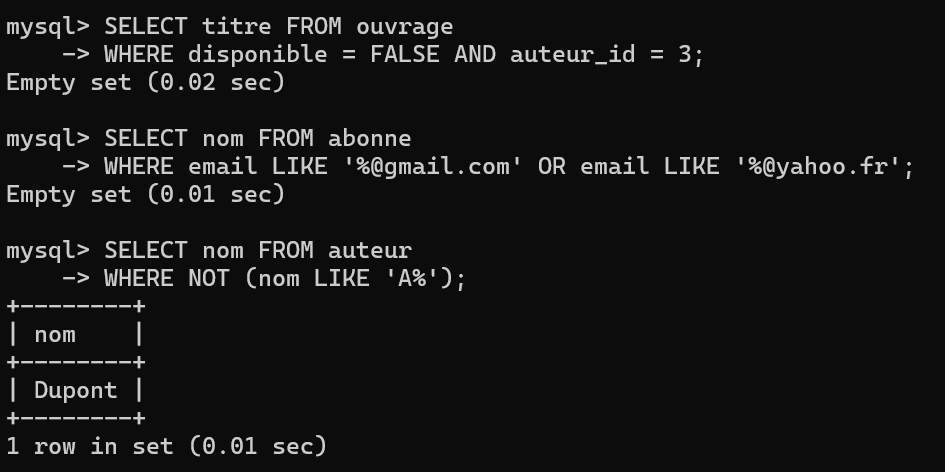 mysql> SELECT titre FROM ouvrage
    -> WHERE disponible = FALSE AND auteur_id = 3;
Empty set (0.02 sec)

mysql> SELECT nom FROM abonne
    -> WHERE email LIKE '%@gmail.com' OR email LIKE '%@yahoo.fr';
Empty set (0.01 sec)

mysql> SELECT nom FROM auteur
    -> WHERE NOT (nom LIKE 'A%');
+--------+
| nom    |
+--------+
| Dupont |
+--------+
1 row in set (0.01 sec)